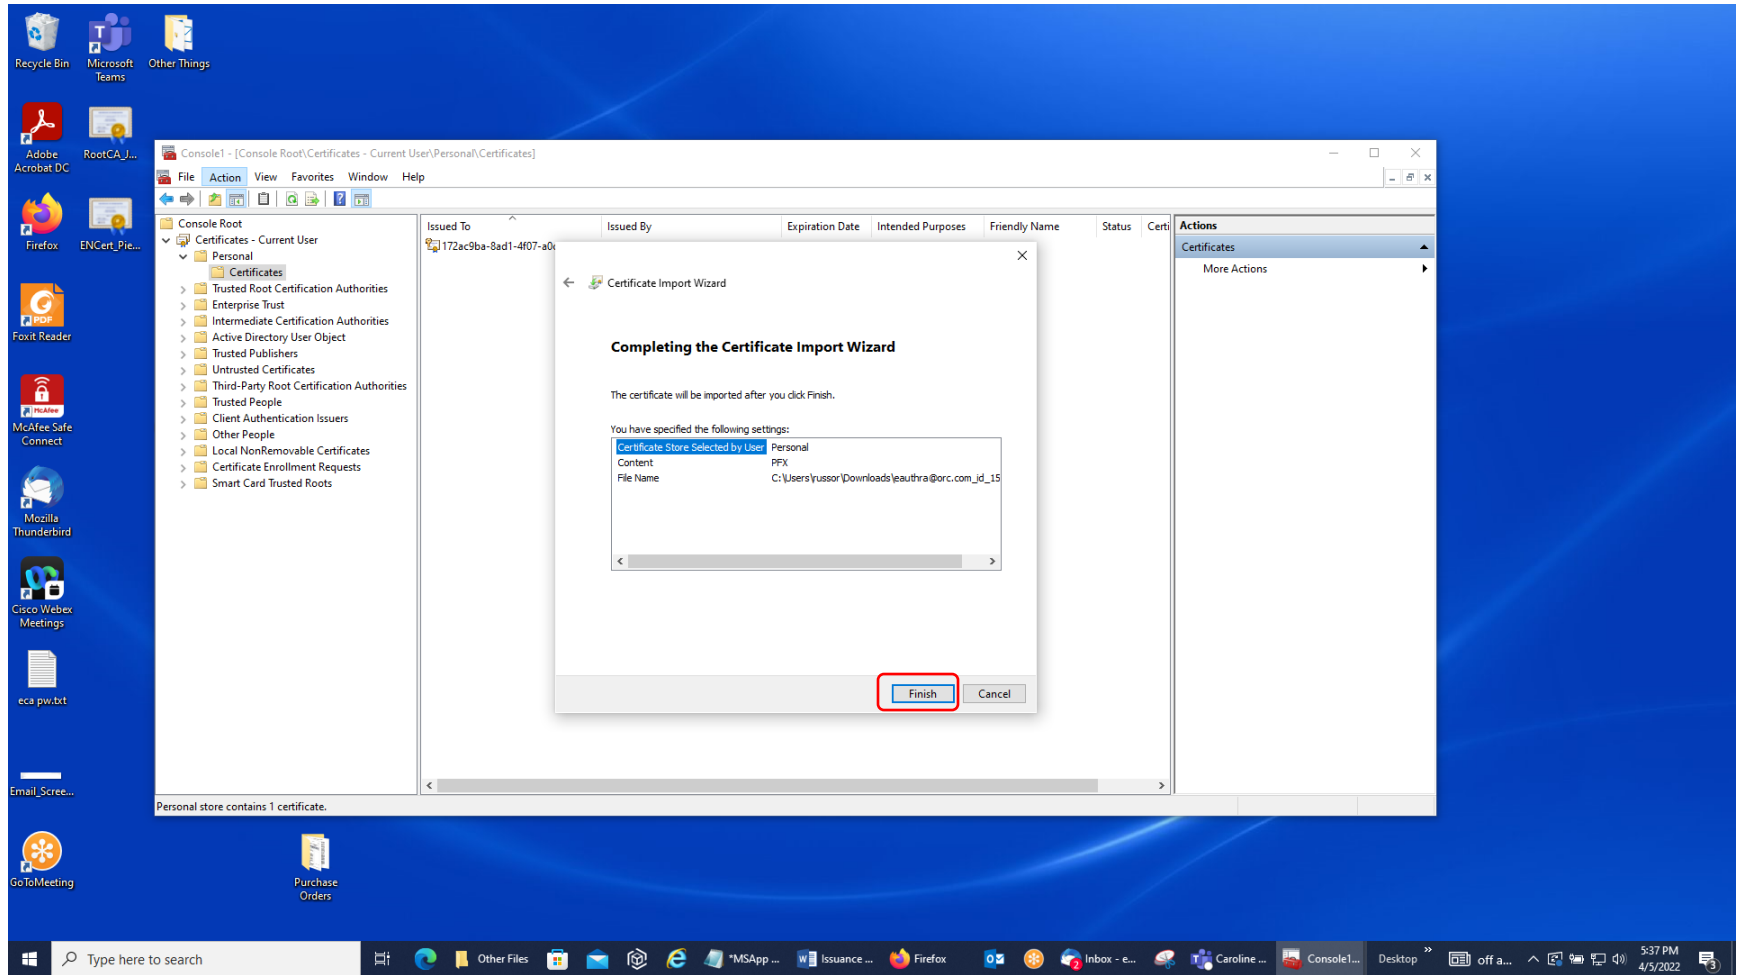 Recycle Bin
Microsoft Teams
Other Things
Adobe Acrobat DC
RootCA_J...
Firefox
ENCert_Pie...
PDF
Foxit Reader
McAfee
McAfee Safe Connect
Mozilla Thunderbird
Cisco Webex Meetings
eca pw.txt
Email_Scree...
GoToMeeting
Purchase Orders
Console1 - [Console Root\Certificates - Current User\Personal\Certificates]
File Action View Favorites Window Help
Console Root
Certificates - Current User
Personal
Certificates
Trusted Root Certification Authorities
Enterprise Trust
Intermediate Certification Authorities
Active Directory User Object
Trusted Publishers
Untrusted Certificates
Third-Party Root Certification Authorities
Trusted People
Client Authentication Issuers
Other People
Local NonRemovable Certificates
Certificate Enrollment Requests
Smart Card Trusted Roots
Issued To Issued By Expiration Date Intended Purposes Friendly Name Status Certi
172ac9ba-8ad1-4f07-a0c
Actions
Certificates
More Actions
Certificate Import Wizard
Completing the Certificate Import Wizard
The certificate will be imported after you click Finish.
You have specified the following settings:
Certificate Store Selected by User Personal
Content PFX
File Name C:\Users\russor\Downloads\eauthra@orc.com_id_15
Finish Cancel
Personal store contains 1 certificate.
Type here to search
Other Files
*MSApp ...
Issuance ...
Firefox
Inbox - e...
2
Caroline ...
Console1...
Desktop
off a...
5:37 PM
4/5/2022
3